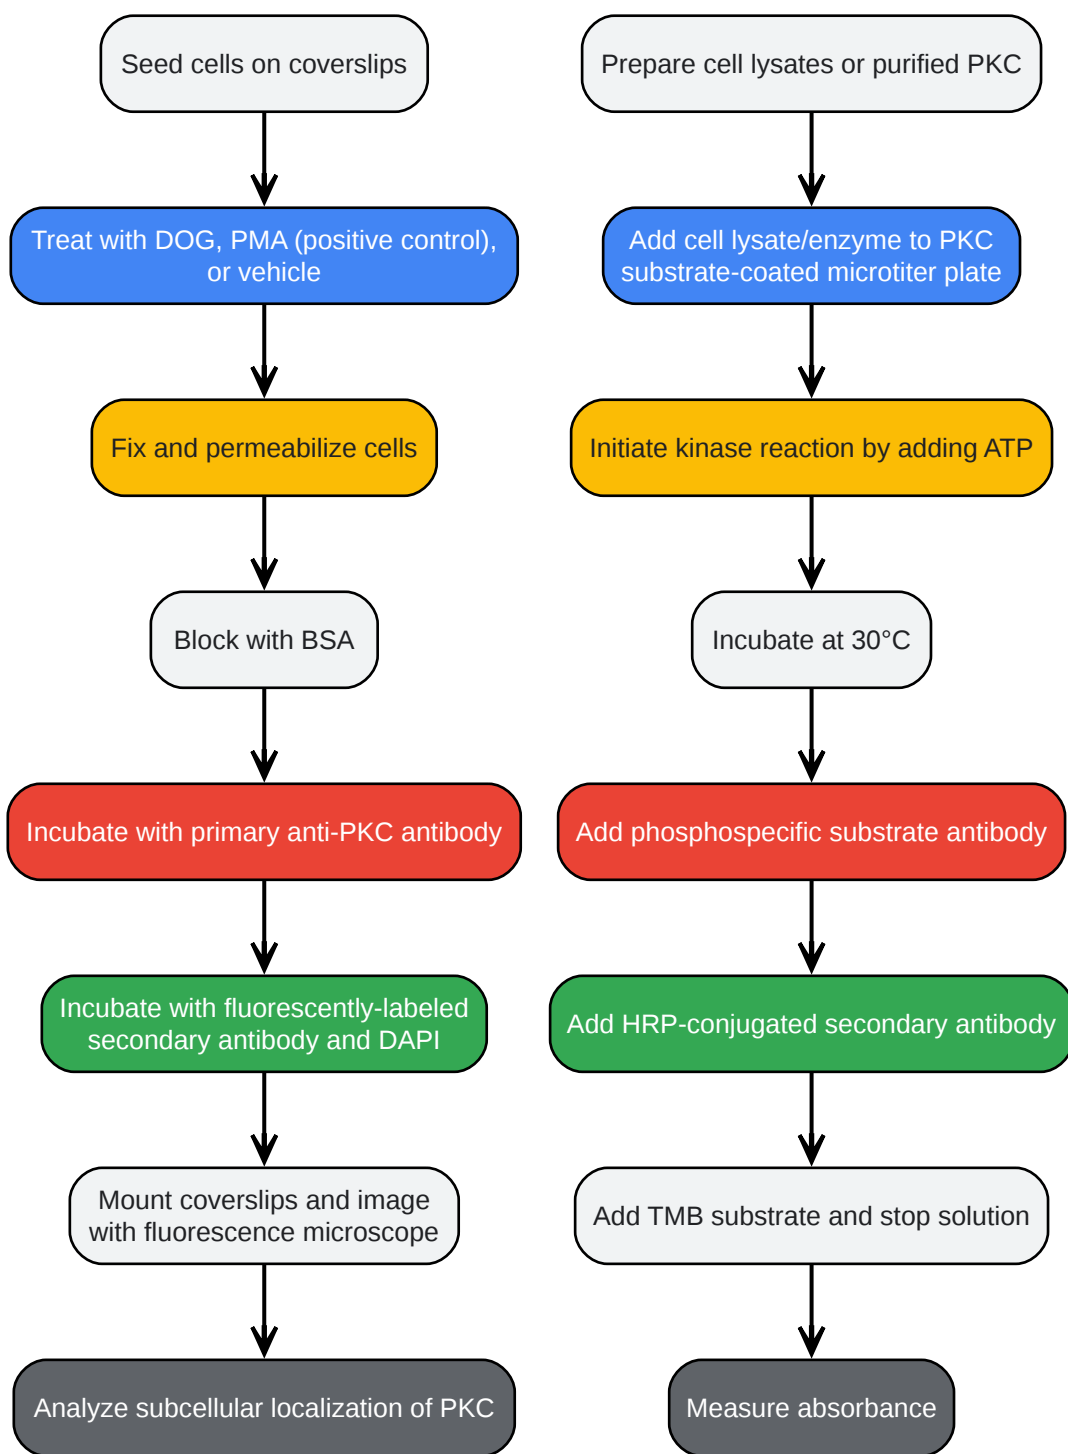 Seed cells on coverslips
Treat with DOG, PMA (positive control),
or vehicle
Fix and permeabilize cells
Block with BSA
Incubate with primary anti-PKC antibody
Incubate with fluorescently-labeled
secondary antibody and DAPI
Mount coverslips and image
with fluorescence microscope
Analyze subcellular localization of PKC
Prepare cell lysates or purified PKC
Add cell lysate/enzyme to PKC
substrate-coated microtiter plate
Initiate kinase reaction by adding ATP
Incubate at 30°C
Add phosphospecific substrate antibody
Add HRP-conjugated secondary antibody
Add TMB substrate and stop solution
Measure absorbance